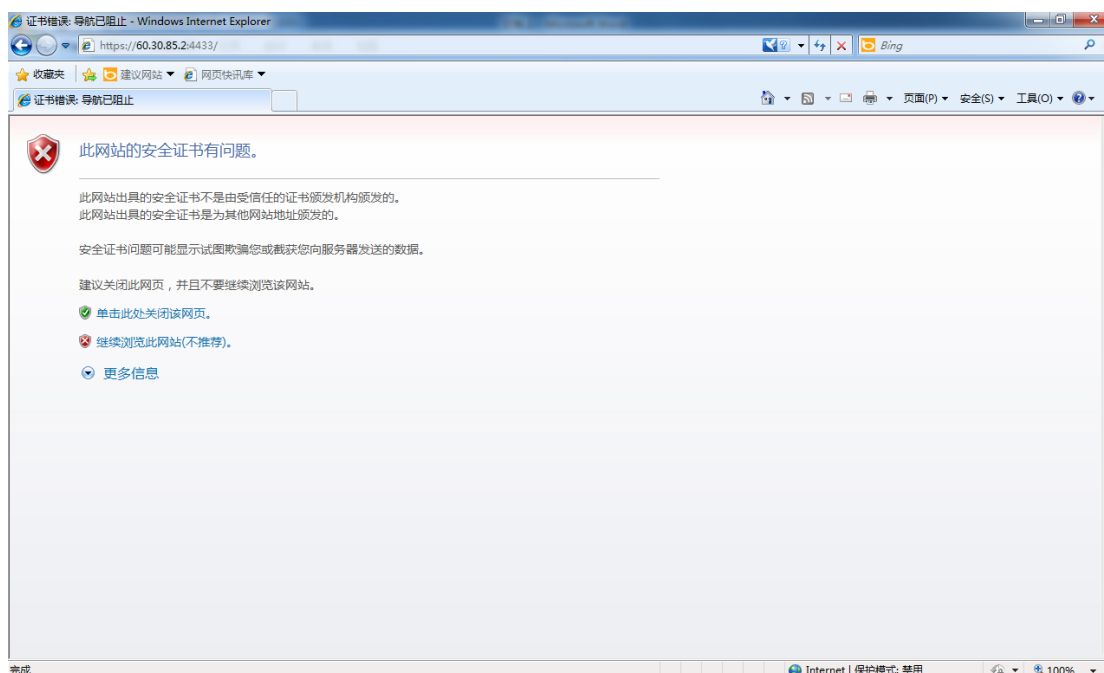 证书错误: 导航已阻止 - Windows Internet Explorer
https://60.30.85.2:4433/
Bing
收藏夹
建议网站
网页快讯库
证书错误: 导航已阻止
页面(P)
安全(S)
工具(O)
此网站的安全证书有问题。
此网站出具的安全证书不是由受信任的证书颁发机构颁发的。
此网站出具的安全证书是为其他网站地址颁发的。
安全证书问题可能显示试图欺骗您或截获您向服务器发送的数据。
建议关闭此网页，并且不要继续浏览该网站。
单击此处关闭该网页。
继续浏览此网站(不推荐)。
更多信息
完成
Internet | 保护模式: 禁用
100%